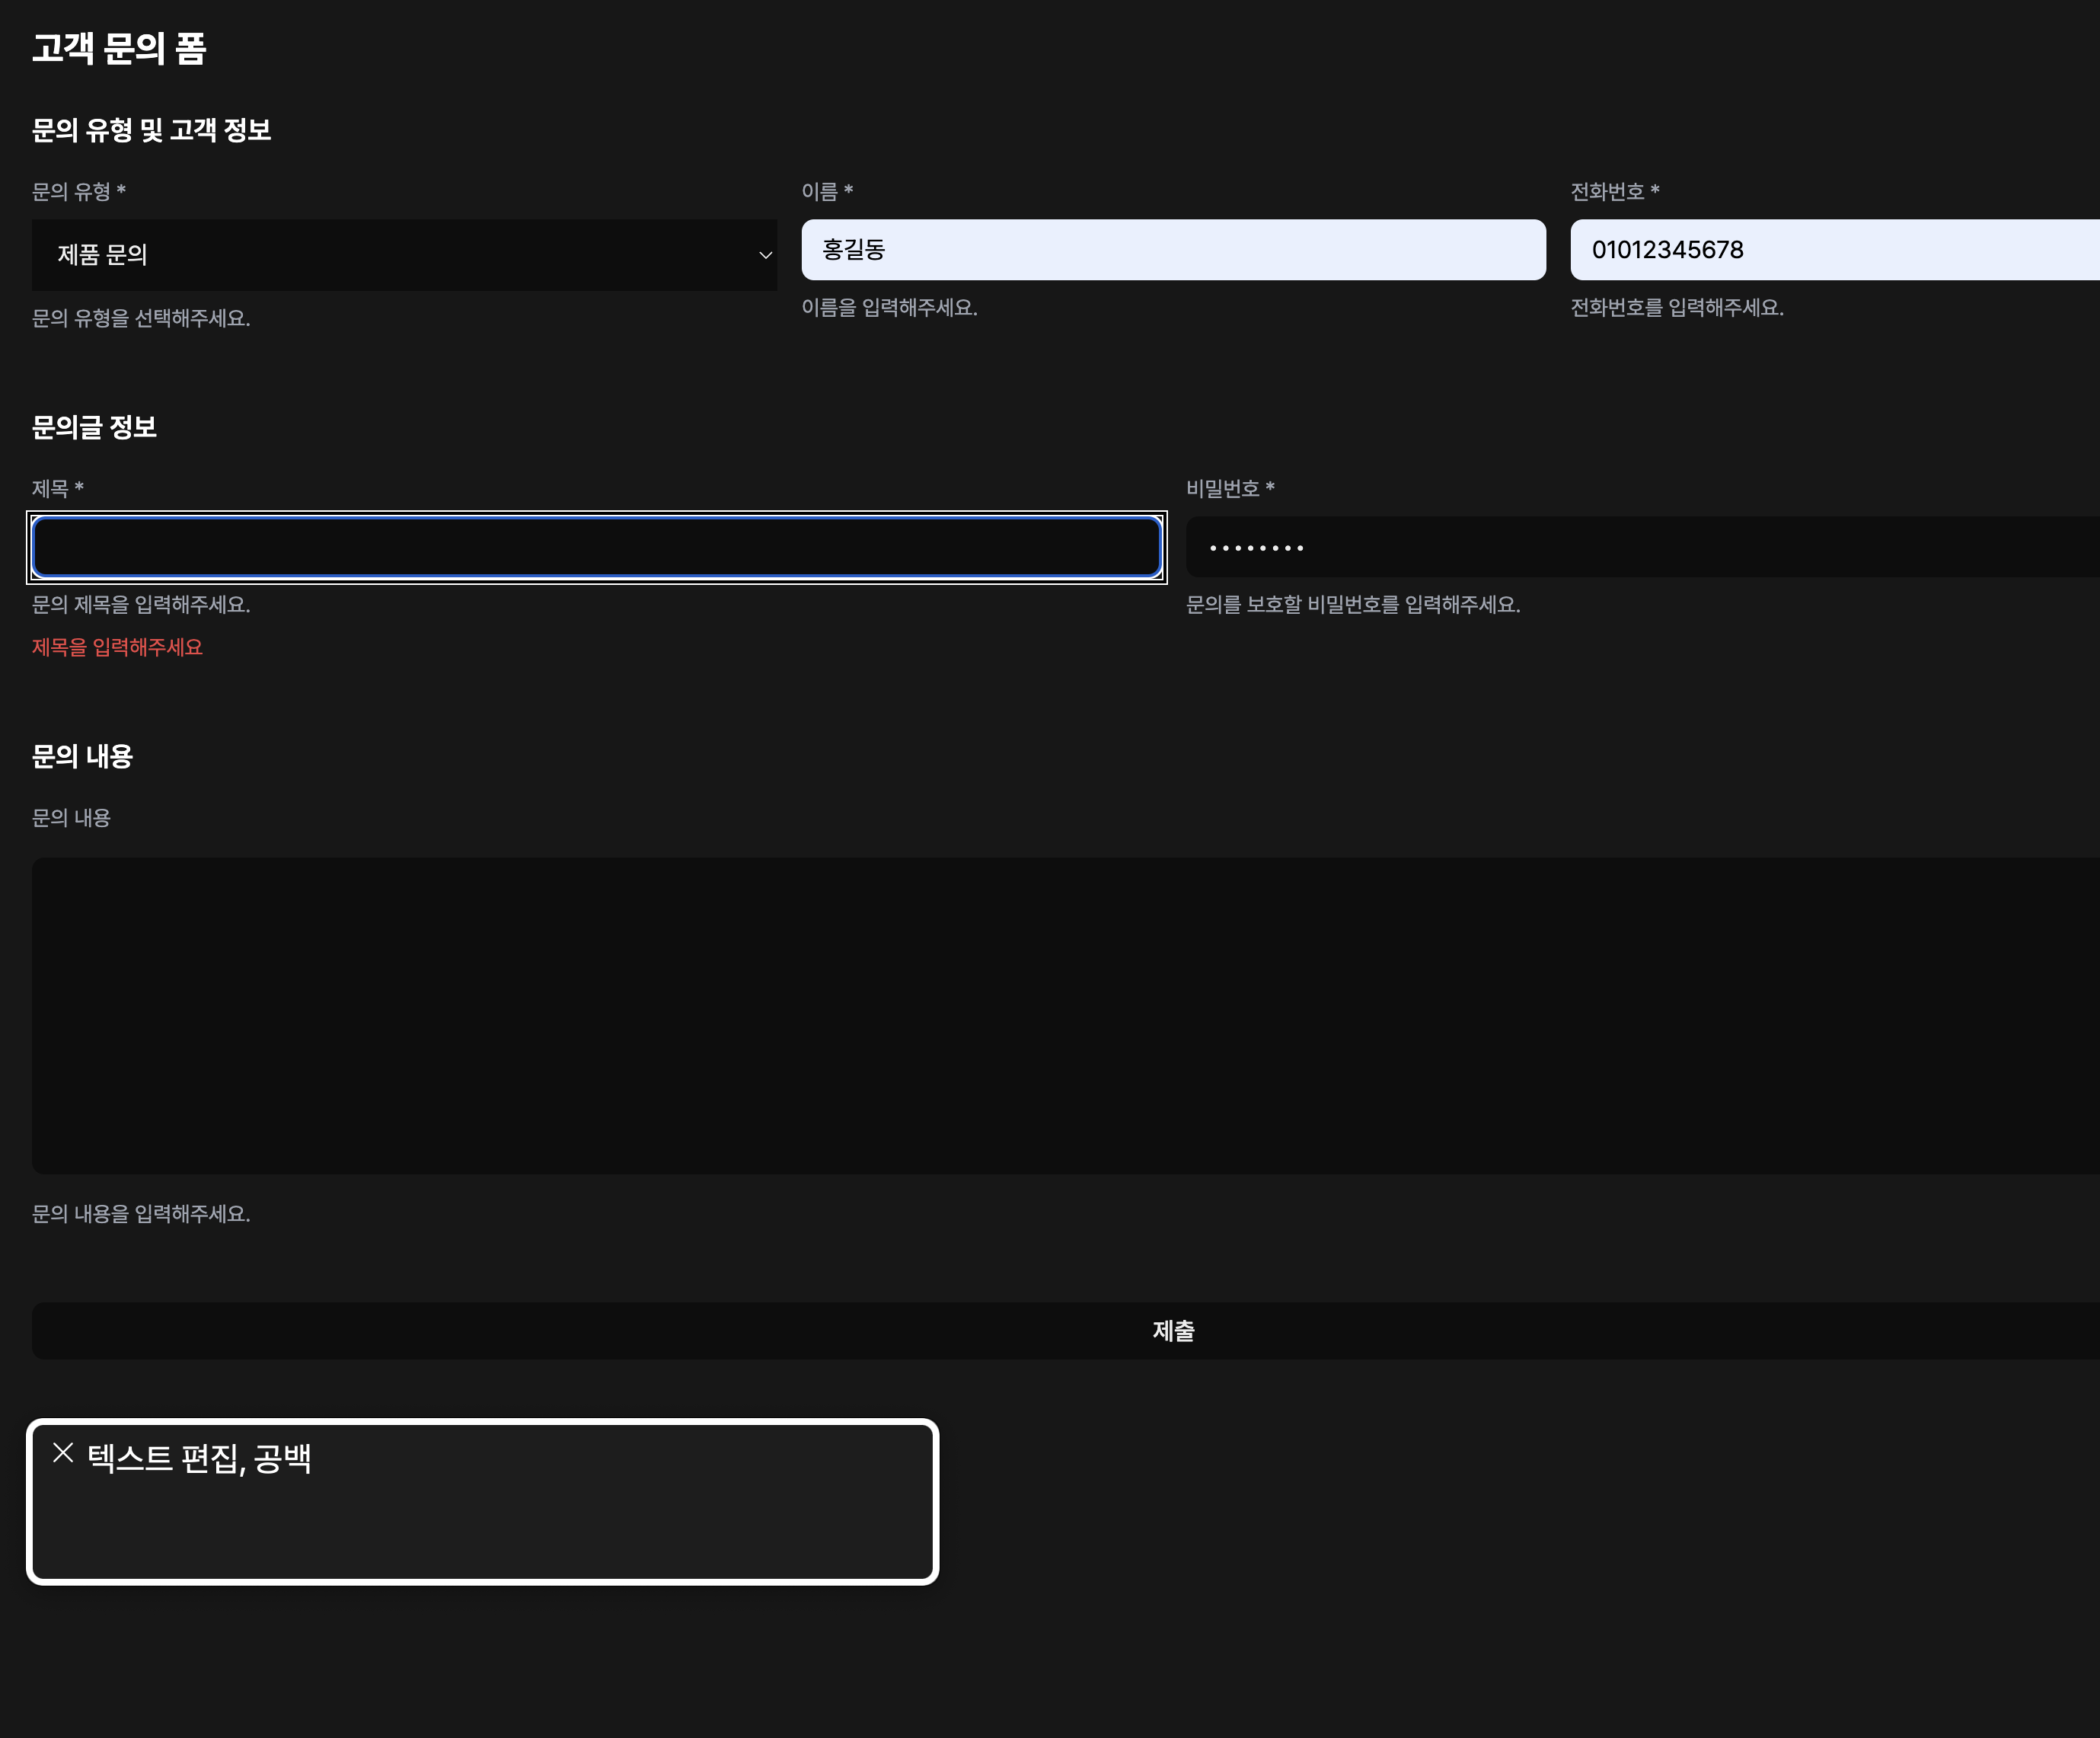 고객 문의 폼
문의 유형 및 고객 정보
문의 유형 *
이름 *
전화번호 *
제품 문의
홍길동
01012345678
문의 유형을 선택해주세요.
이름을 입력해주세요.
전화번호를 입력해주세요.
문의글 정보
제목 *
비밀번호 *
••••••••
문의 제목을 입력해주세요.
문의를 보호할 비밀번호를 입력해주세요.
제목을 입력해주세요
문의 내용
문의 내용
문의 내용을 입력해주세요.
제출
텍스트 편집, 공백